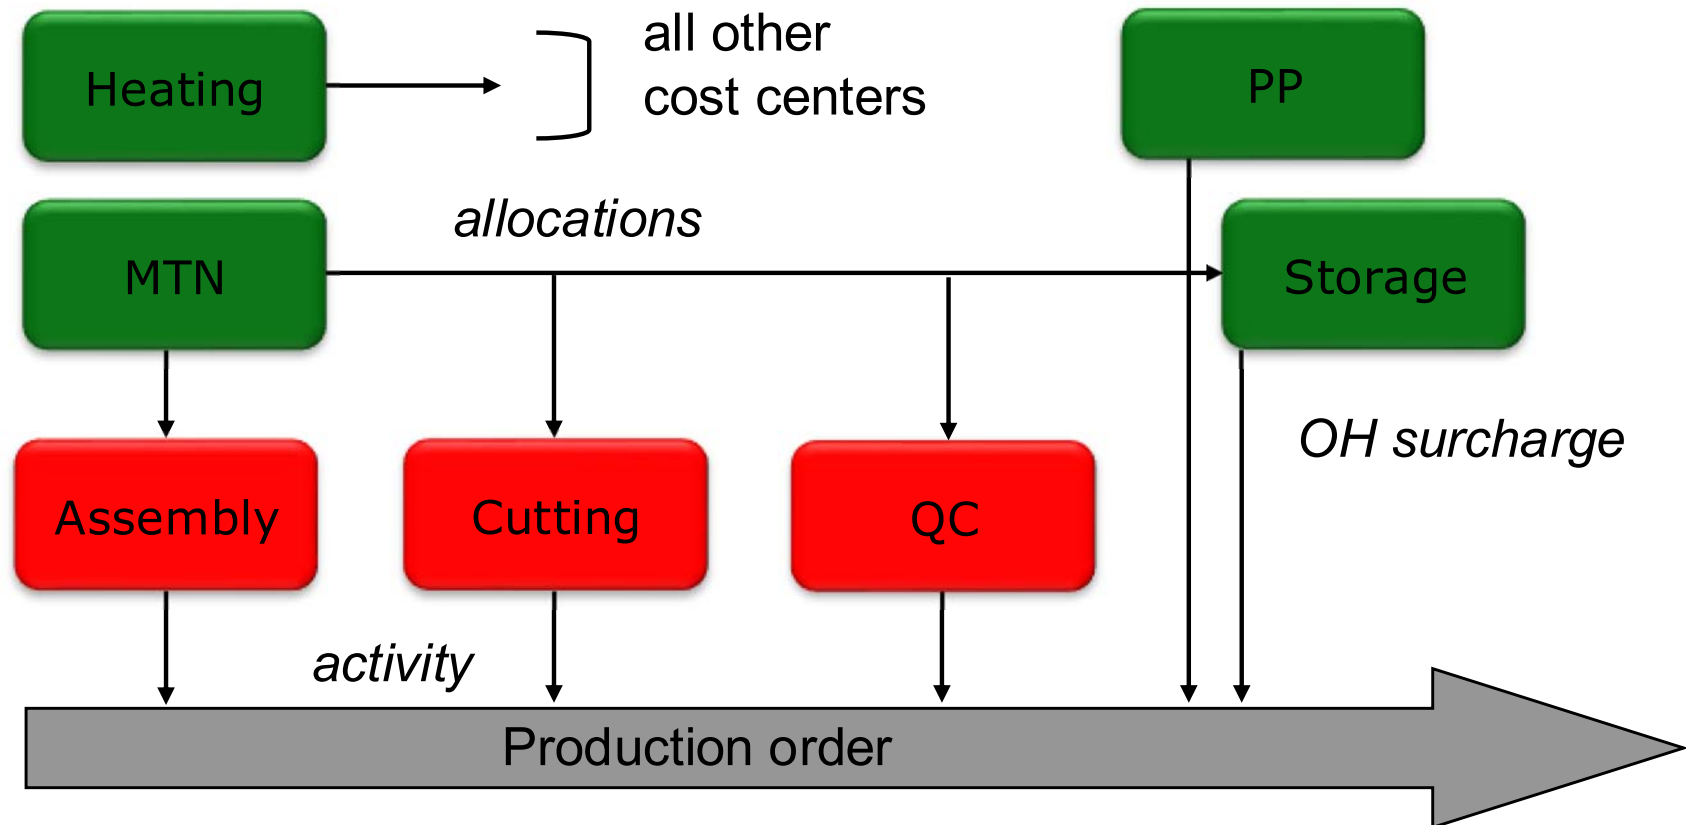 Heating
all other
cost centers
PP
MTN
allocations
Storage
OH surcharge
Assembly
Cutting
QC
activity
Production order